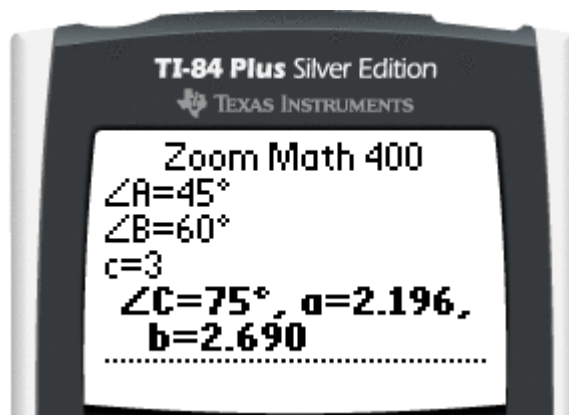 TI-84 Plus Silver Edition
TEXAS INSTRUMENTS
Zoom Math 400
∠A=45°
∠B=60°
c=3
∠C=75°, a=2.196,
b=2.690